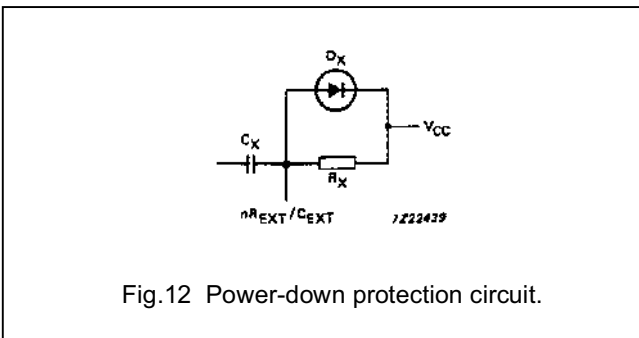 DX
VCC
CX
RX
nREXT/CEXT
7Z22439
Fig.12 Power-down protection circuit.